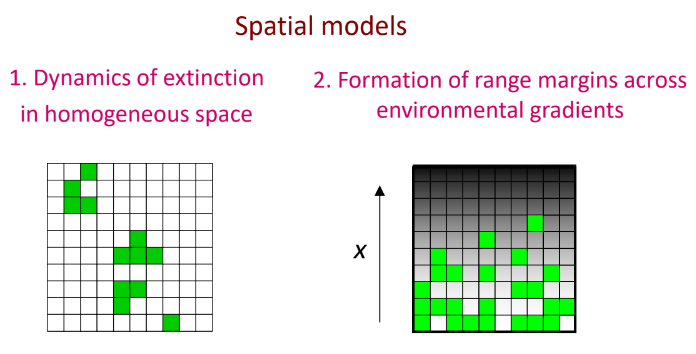 Spatial models
1. Dynamics of extinction
in homogeneous space
2. Formation of range margins across
environmental gradients
x